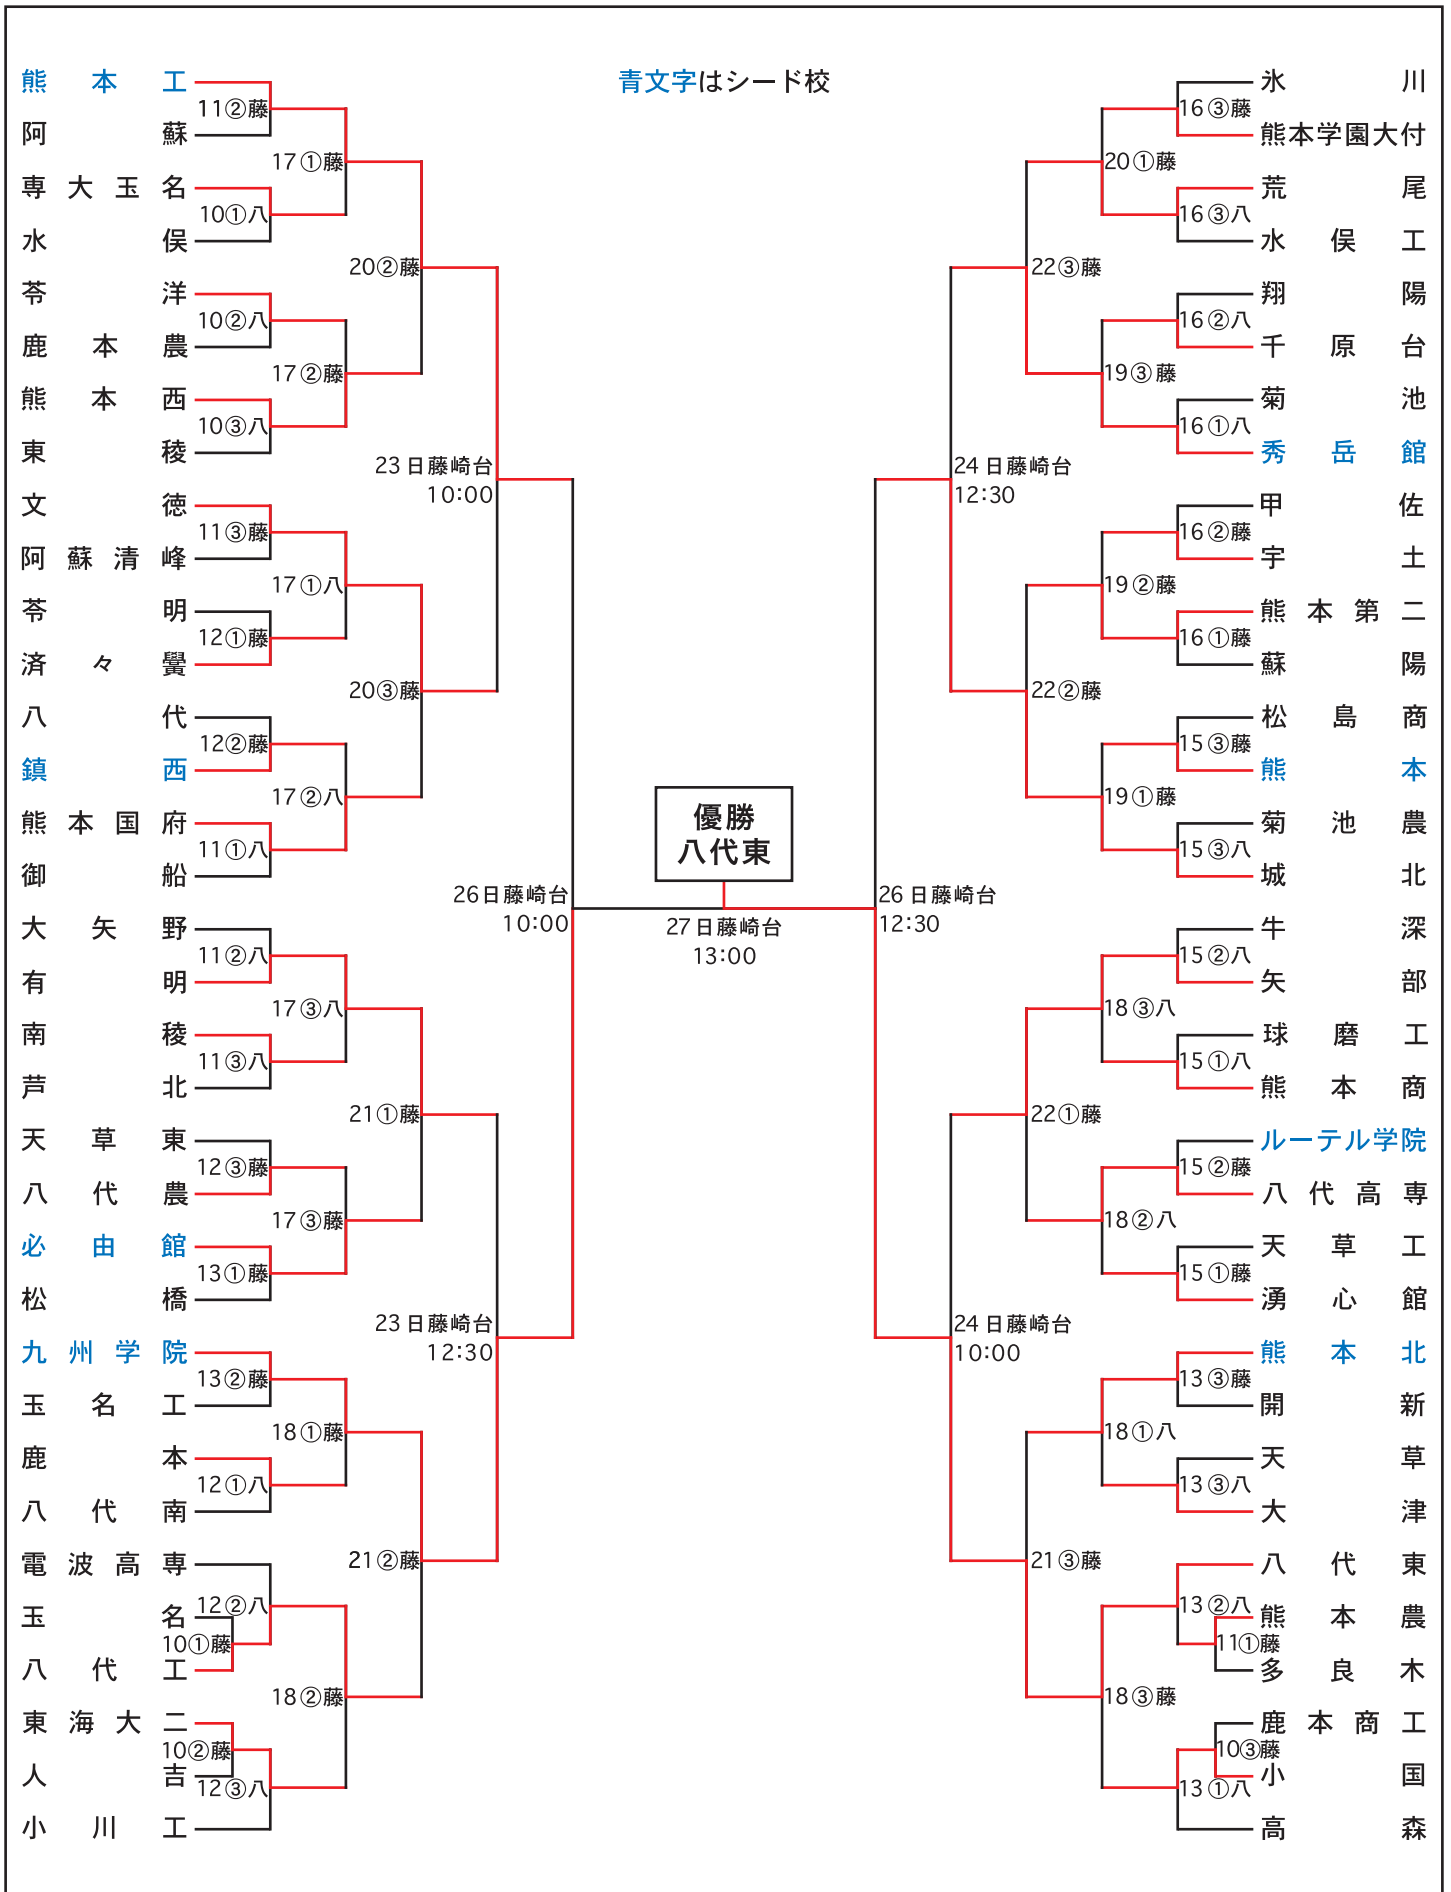 青文字はシード校
熊本工
11②藤
阿蘇
17①藤
専大玉名
10①八
水俣
20②藤
苓洋
10②八
鹿本農
17②藤
熊本西
10③八
東稜
23日藤崎台
10:00
文徳
11③藤
阿蘇清峰
17①八
苓明
12①藤
済々黌
20③藤
八代
12②藤
鎮西
17②八
熊本国府
11①八
御船
26日藤崎台
10:00
大矢野
11②八
有明
17③八
南稜
11③八
芦北
21①藤
天草東
12③藤
八代農
17③藤
必由館
13①藤
松橋
23日藤崎台
12:30
九州学院
13②藤
玉名工
18①藤
鹿本
12①八
八代南
21②藤
電波高専
12②八
玉名
10①藤
八代工
18②藤
東海大二
10②藤
人吉
12③八
小川工
優勝
八代東
27日藤崎台
13:00
氷川
16③藤
熊本学園大付
20①藤
荒尾
16③八
水俣工
22③藤
翔陽
16②八
千原台
19③藤
菊池
16①八
秀岳館
24日藤崎台
12:30
甲佐
16②藤
宇土
19②藤
熊本第二
16①藤
蘇陽
22②藤
松島商
15③藤
熊本
19①藤
菊池農
15③八
城北
26日藤崎台
12:30
牛深
15②八
矢部
18③八
球磨工
15①八
熊本商
22①藤
ルーテル学院
15②藤
八代高専
18②八
天草工
15①藤
湧心館
24日藤崎台
10:00
熊本北
13③藤
開新
18①八
天草
13③八
大津
21③藤
八代東
13②八
熊本農
11①藤
多良木
18③藤
鹿本商工
10③藤
小国
13①八
高森